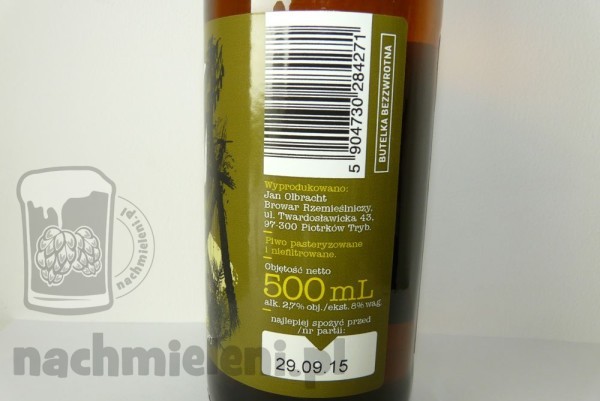 5 904730 284271
BUTELKA BEZZWROTNA
Wyprodukowano:
Jan Olbracht
Browar Rzemieślniczy,
ul. Twardosławicka 43,
97-300 Piotrków Tryb.
Piwo pasteryzowane
i niefiltrowane.
Objętość netto
500 mL
alk. 2,7% obj./ekst. 8% wag.
najlepiej spożyć przed
/nr partii:
29.09.15
nachmieleni.pl
nachmieleni.pl